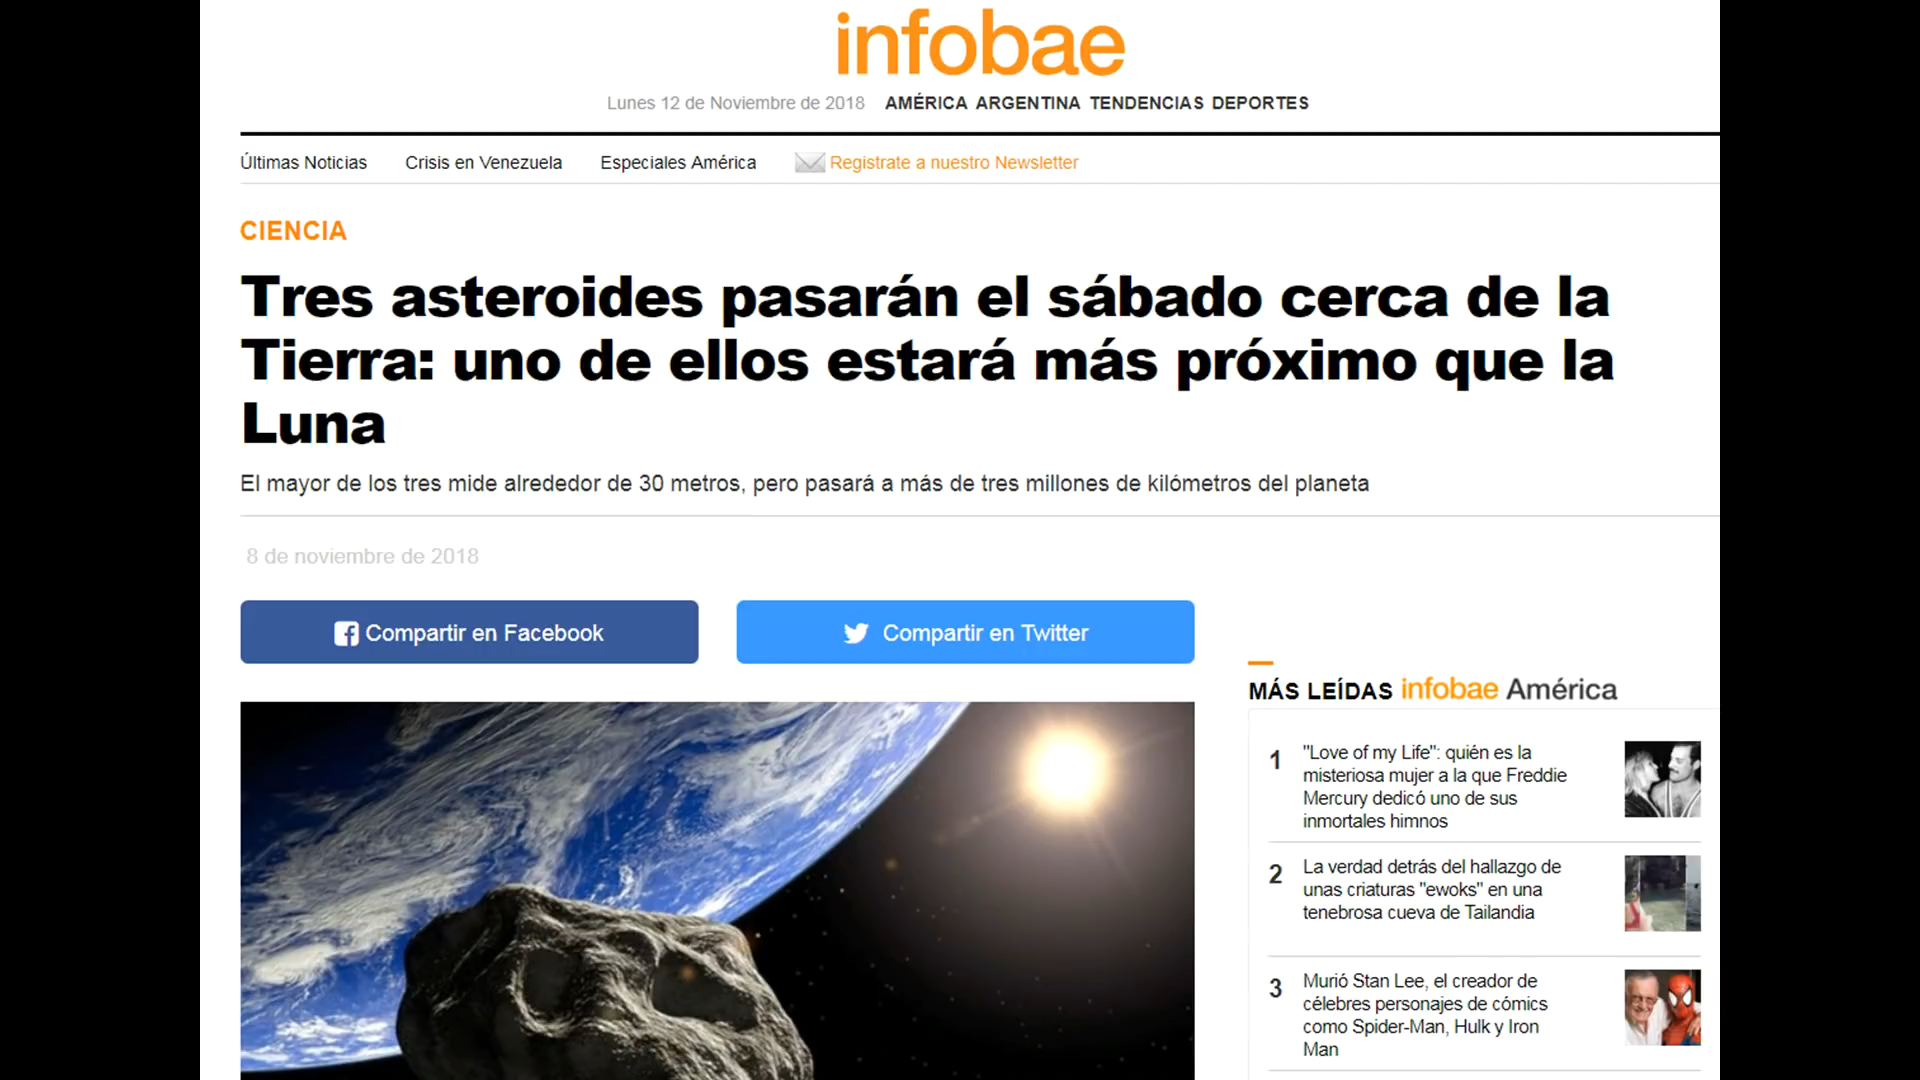 infobae
Lunes 12 de Noviembre de 2018 AMÉRICA ARGENTINA TENDENCIAS DEPORTES
Últimas Noticias Crisis en Venezuela Especiales América Registrate a nuestro Newsletter
CIENCIA
Tres asteroides pasarán el sábado cerca de la
Tierra: uno de ellos estará más próximo que la
Luna
El mayor de los tres mide alrededor de 30 metros, pero pasará a más de tres millones de kilómetros del planeta
8 de noviembre de 2018
Compartir en Facebook
Compartir en Twitter
MÁS LEÍDAS infobae América
1
"Love of my Life": quién es la
misteriosa mujer a la que Freddie
Mercury dedicó uno de sus
inmortales himnos
2
La verdad detrás del hallazgo de
unas criaturas "ewoks" en una
tenebrosa cueva de Tailandia
3
Murió Stan Lee, el creador de
célebres personajes de cómics
como Spider-Man, Hulk y Iron
Man